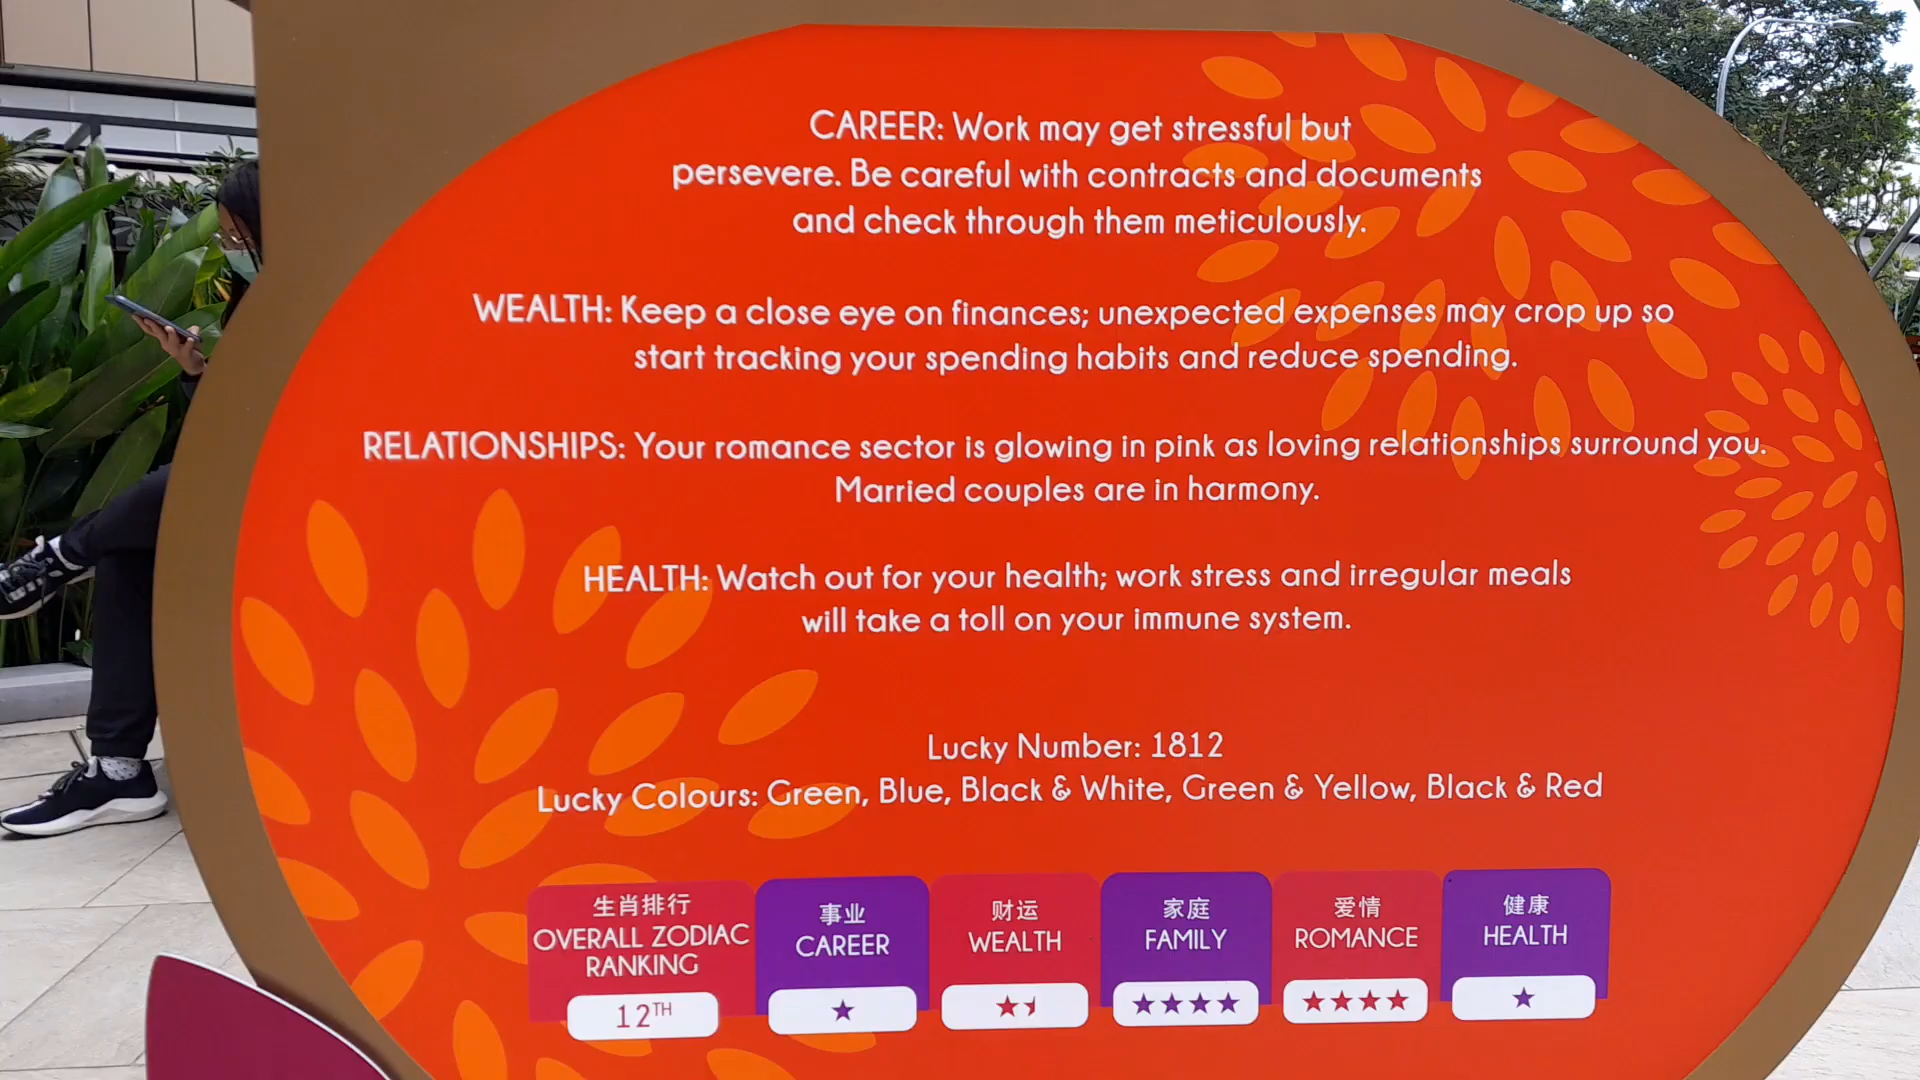 CAREER: Work may get stressful but
persevere. Be careful with contracts and documents
and check through them meticulously.
WEALTH: Keep a close eye on finances; unexpected expenses may crop up so
start tracking your spending habits and reduce spending.
RELATIONSHIPS: Your romance sector is glowing in pink as loving relationships surround you.
Married couples are in harmony.
HEALTH: Watch out for your health; work stress and irregular meals
will take a toll on your immune system.
Lucky Number: 1812
Lucky Colours: Green, Blue, Black & White, Green & Yellow, Black & Red
生肖排行
OVERALL ZODIAC
RANKING
12TH
事业
CAREER
财运
WEALTH
家庭
FAMILY
爱情
ROMANCE
健康
HEALTH